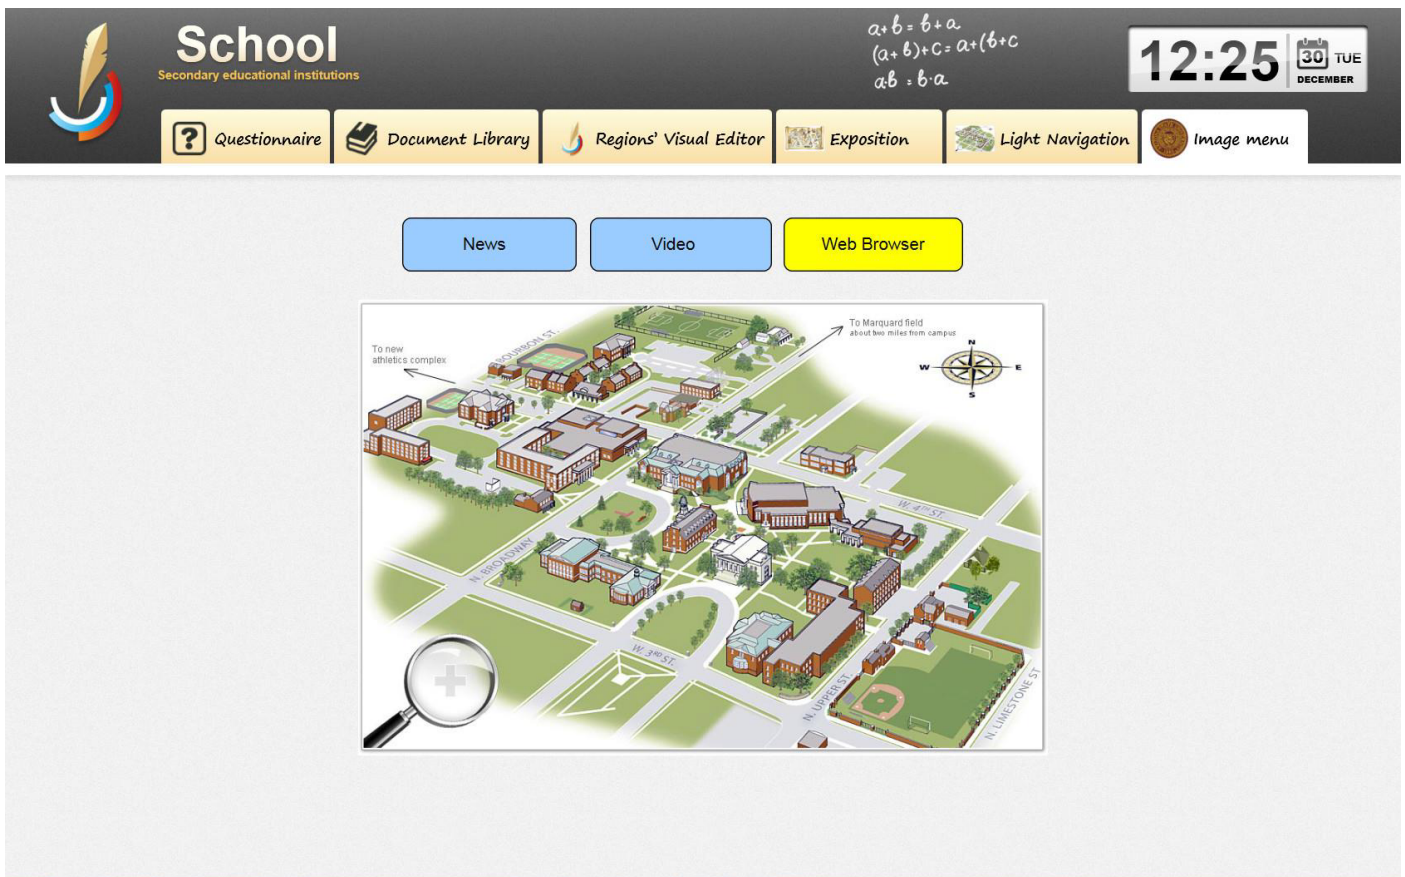 School
Secondary educational institutions
a+b = b+a
(a+b)+c = a+(b+c
a·b = b·a
12:25
30 TUE
DECEMBER
Questionnaire
Document Library
Regions' Visual Editor
Exposition
Light Navigation
Image menu
News
Video
Web Browser
To Marquard field
about two miles from campus
To new
athletics complex
BOURBON ST.
N
W
E
S
W. 4TH ST.
N. BROADWAY
W. 3RD ST.
N. UPPER ST.
N. LIMESTONE ST